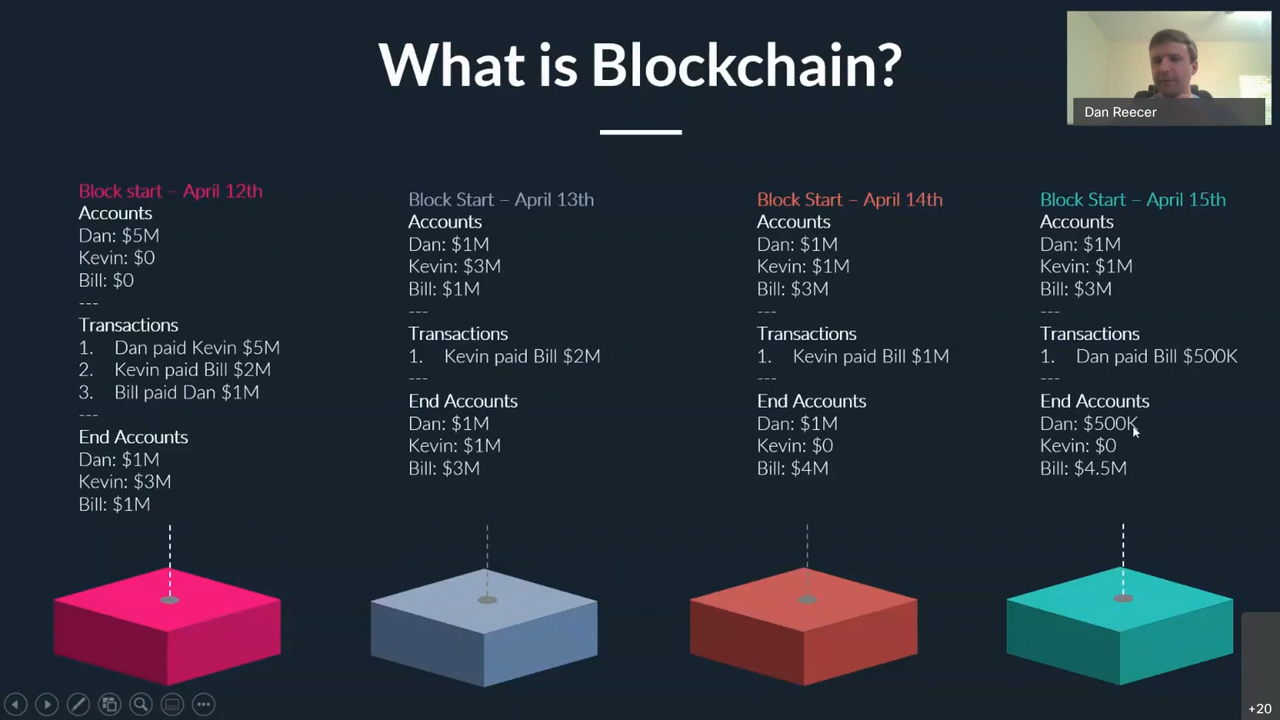 What is Blockchain?
Dan Reecer
Block start – April 12th
Accounts
Dan: $5M
Kevin: $0
Bill: $0
---
Transactions
1. Dan paid Kevin $5M
2. Kevin paid Bill $2M
3. Bill paid Dan $1M
---
End Accounts
Dan: $1M
Kevin: $3M
Bill: $1M
Block Start – April 13th
Accounts
Dan: $1M
Kevin: $3M
Bill: $1M
---
Transactions
1. Kevin paid Bill $2M
---
End Accounts
Dan: $1M
Kevin: $1M
Bill: $3M
Block Start – April 14th
Accounts
Dan: $1M
Kevin: $1M
Bill: $3M
---
Transactions
1. Kevin paid Bill $1M
---
End Accounts
Dan: $1M
Kevin: $0
Bill: $4M
Block Start – April 15th
Accounts
Dan: $1M
Kevin: $1M
Bill: $3M
---
Transactions
1. Dan paid Bill $500K
---
End Accounts
Dan: $500K
Kevin: $0
Bill: $4.5M
+20